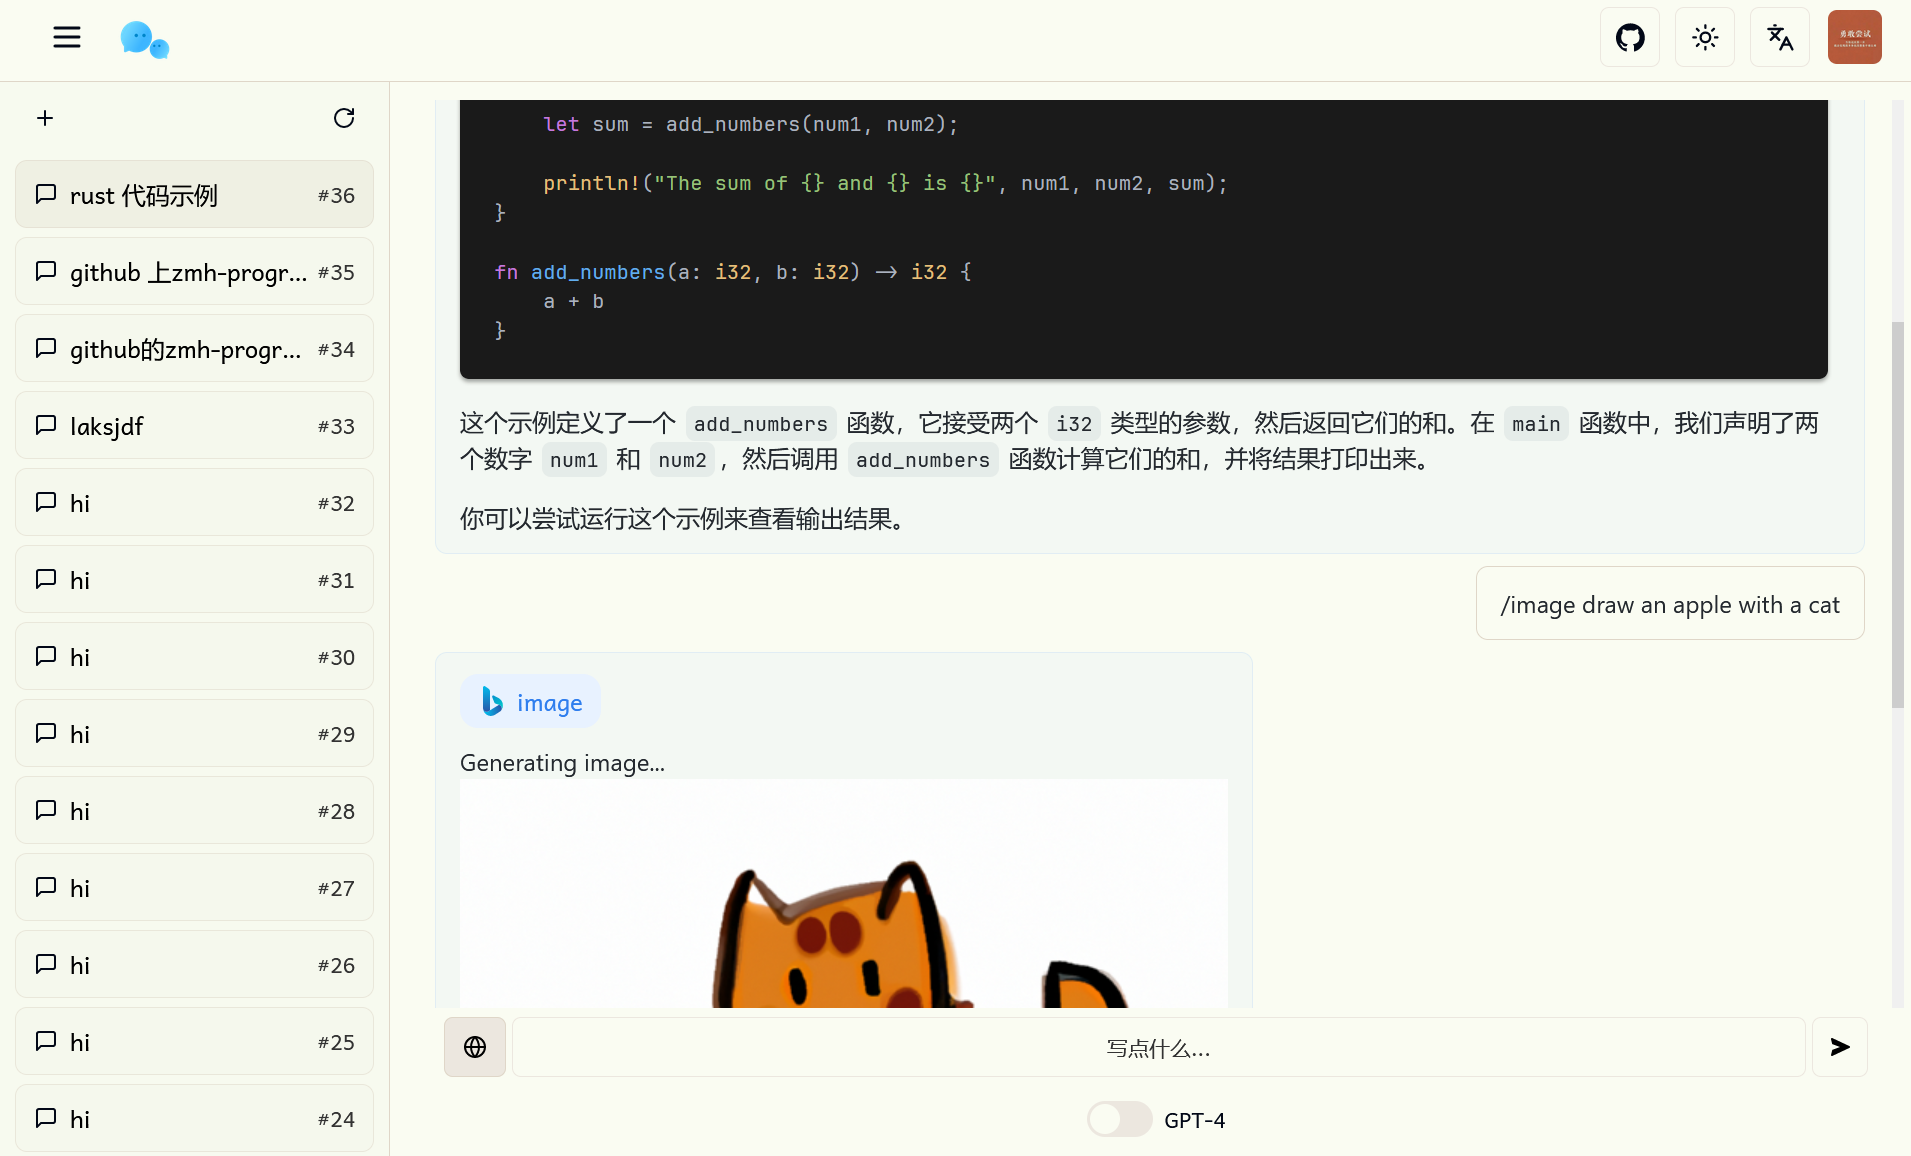 勇敢尝试
rust 代码示例 #36
github 上zmh-progr... #35
github的zmh-progr... #34
laksjdf #33
hi #32
hi #31
hi #30
hi #29
hi #28
hi #27
hi #26
hi #25
hi #24
let sum = add_numbers(num1, num2);
println!("The sum of {} and {} is {}", num1, num2, sum);
}
fn add_numbers(a: i32, b: i32) -> i32 {
a + b
}
这个示例定义了一个 add_numbers 函数，它接受两个 i32 类型的参数，然后返回它们的和。在 main 函数中，我们声明了两
个数字 num1 和 num2 ，然后调用 add_numbers 函数计算它们的和，并将结果打印出来。
你可以尝试运行这个示例来查看输出结果。
/image draw an apple with a cat
image
Generating image...
写点什么...
GPT-4